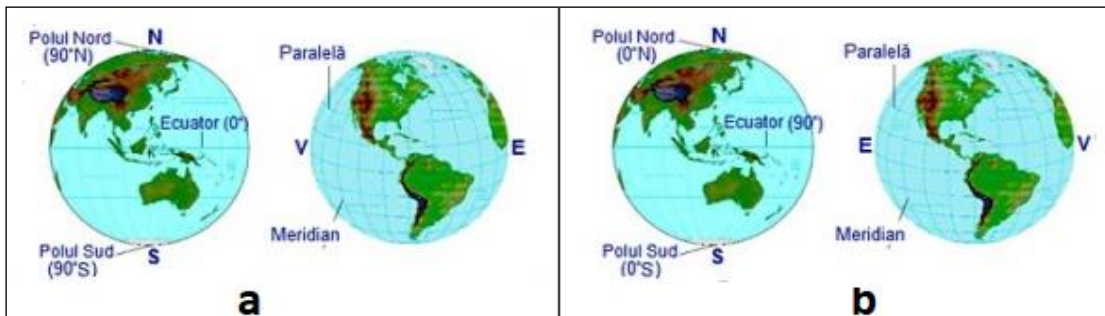 Polul Nord
(90°N)
N
Paralelă
Ecuator (0°)
V
E
Meridian
Polul Sud
(90°S)
S
a
Polul Nord
(0°N)
N
Paralelă
Ecuator (90°)
E
V
Meridian
Polul Sud
(0°S)
S
b